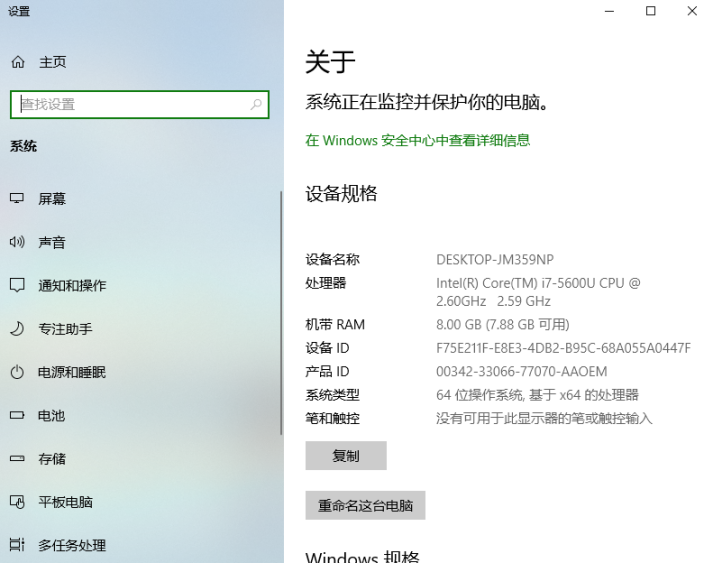 设置
主页
查找设置
系统
屏幕
声音
通知和操作
专注助手
电源和睡眠
电池
存储
平板电脑
多任务处理
关于
系统正在监控并保护你的电脑。
在 Windows 安全中心中查看详细信息
设备规格
设备名称 DESKTOP-JM359NP
处理器 Intel(R) Core(TM) i7-5600U CPU @
2.60GHz 2.59 GHz
机带 RAM 8.00 GB (7.88 GB 可用)
设备 ID F75E211F-E8E3-4DB2-B95C-68A055A0447F
产品 ID 00342-33066-77070-AAOEM
系统类型 64 位操作系统, 基于 x64 的处理器
笔和触控 没有可用于此显示器的笔或触控输入
复制
重命名这台电脑
Windows 规格